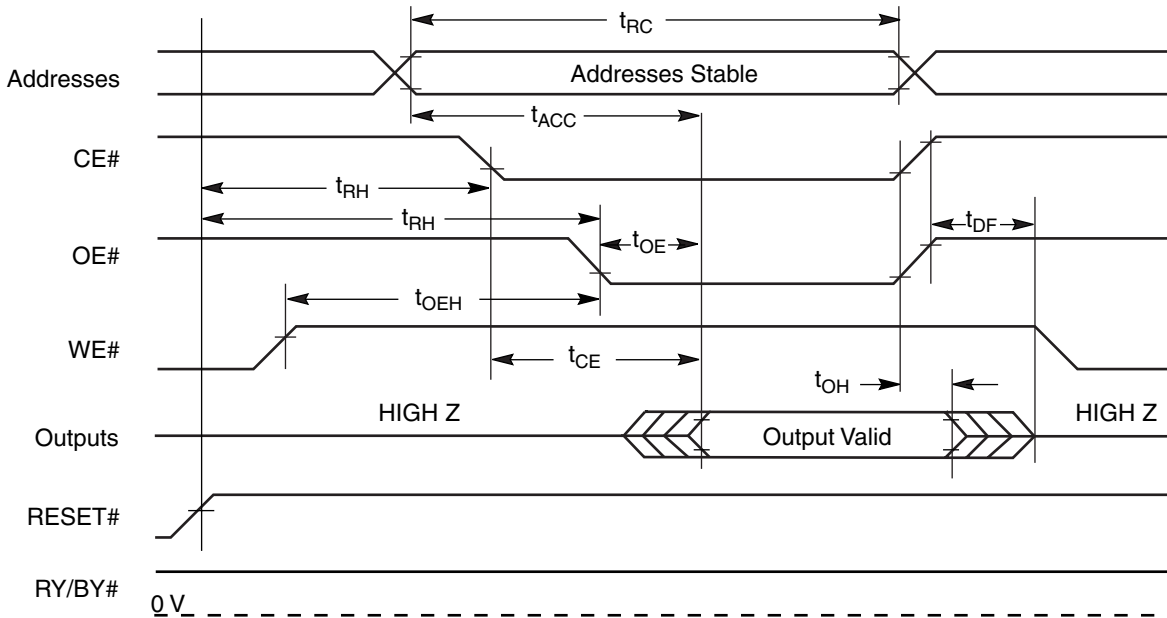 tRC
Addresses
Addresses Stable
tACC
CE#
tRH
tRH
tDF
OE#
tOE
tOEH
WE#
tCE
tOH
HIGH Z
HIGH Z
Outputs
Output Valid
RESET#
RY/BY#
0 V